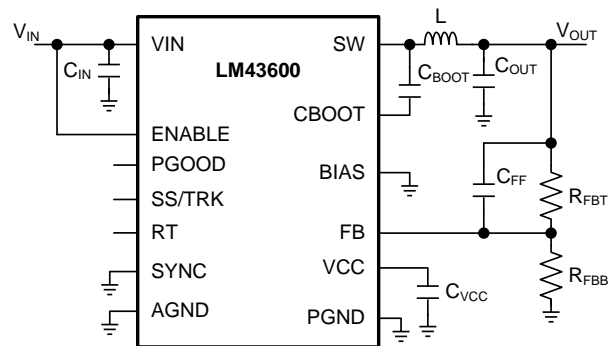 VIN
CIN
VIN
ENABLE
PGOOD
SS/TRK
RT
SYNC
AGND
LM43600
SW
CBOOT
BIAS
FB
VCC
PGND
L
CBOOT
COUT
VOUT
CFF
RFBT
RFBB
CVCC